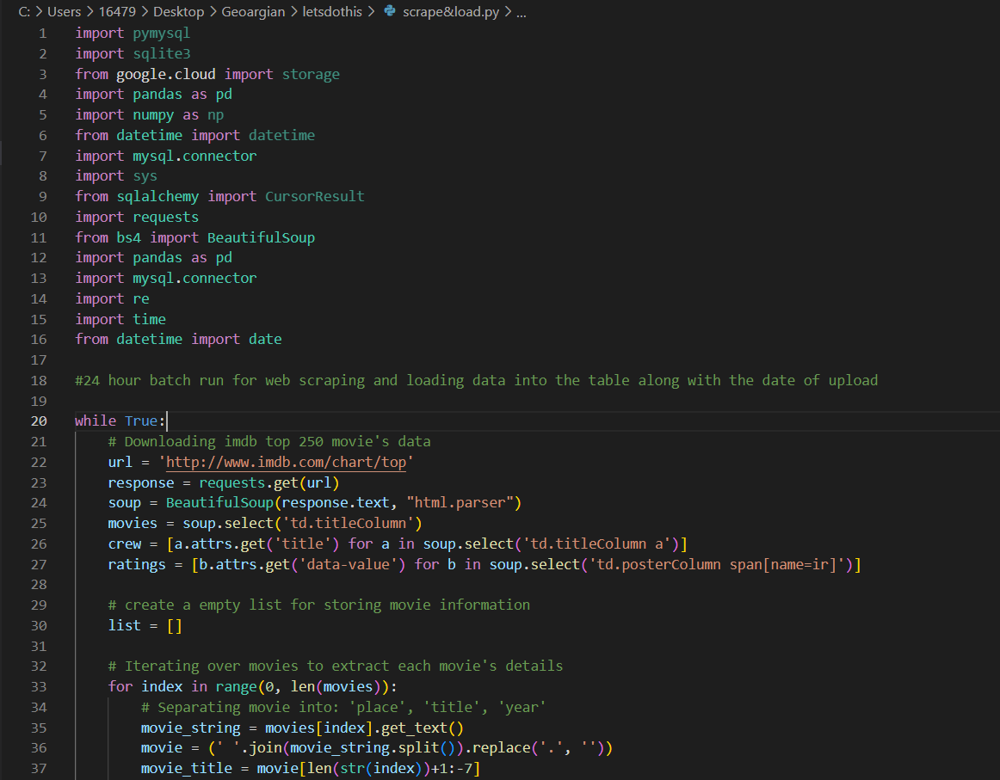 C: > Users > 16479 > Desktop > Geoargian > letsdothis > scrape&load.py > ...
1 import pymysql
2 import sqlite3
3 from google.cloud import storage
4 import pandas as pd
5 import numpy as np
6 from datetime import datetime
7 import mysql.connector
8 import sys
9 from sqlalchemy import CursorResult
10 import requests
11 from bs4 import BeautifulSoup
12 import pandas as pd
13 import mysql.connector
14 import re
15 import time
16 from datetime import date
17
18 #24 hour batch run for web scraping and loading data into the table along with the date of upload
19
20 while True:
21     # Downloading imdb top 250 movie's data
22     url = 'http://www.imdb.com/chart/top'
23     response = requests.get(url)
24     soup = BeautifulSoup(response.text, "html.parser")
25     movies = soup.select('td.titleColumn')
26     crew = [a.attrs.get('title') for a in soup.select('td.titleColumn a')]
27     ratings = [b.attrs.get('data-value') for b in soup.select('td.posterColumn span[name=ir]')]
28
29     # create a empty list for storing movie information
30     list = []
31
32     # Iterating over movies to extract each movie's details
33     for index in range(0, len(movies)):
34         # Separating movie into: 'place', 'title', 'year'
35         movie_string = movies[index].get_text()
36         movie = (' '.join(movie_string.split()).replace('.', ''))
37         movie_title = movie[len(str(index))+1:-7]